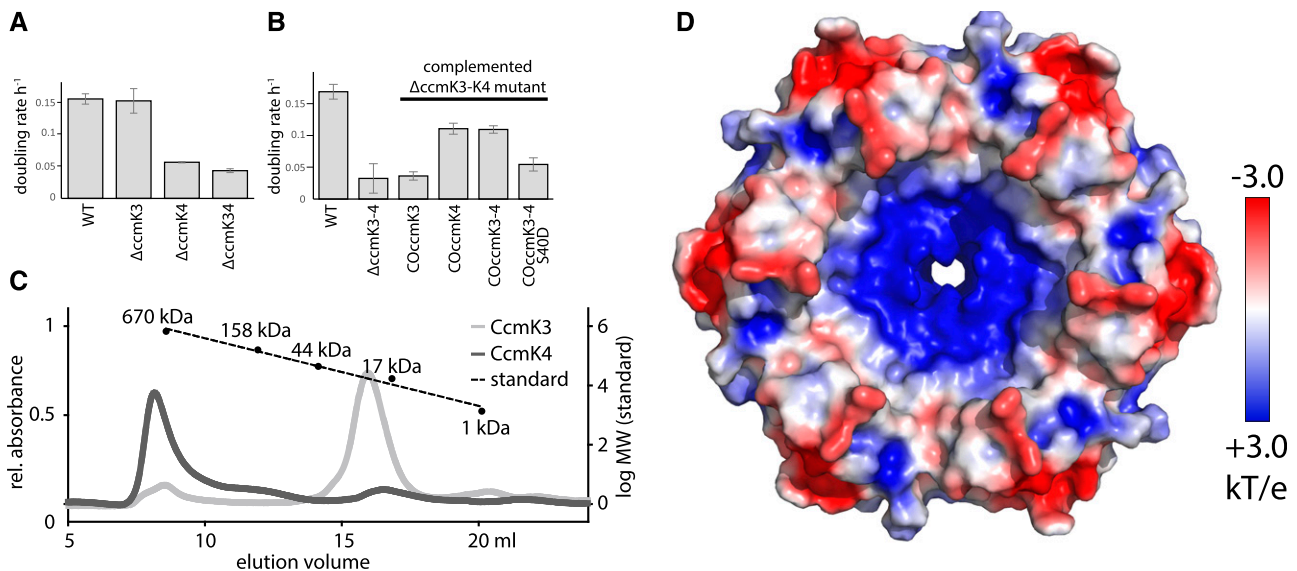 A
doubling rate h⁻¹
0.15
0.1
0.05
0
WT
ΔccmK3
ΔccmK4
ΔccmK34
B
complemented
ΔccmK3-K4 mutant
doubling rate h⁻¹
0.15
0.1
0.05
0
WT
ΔccmK3-4
COccmK3
COccmK4
COccmK3-4
COccmK3-4
S40D
C
rel. absorbance
1
0.5
0
670 kDa
158 kDa
44 kDa
17 kDa
1 kDa
CcmK3
CcmK4
standard
6
4
2
0
log MW (standard)
5
10
15
20 ml
elution volume
D
-3.0
+3.0
kT/e